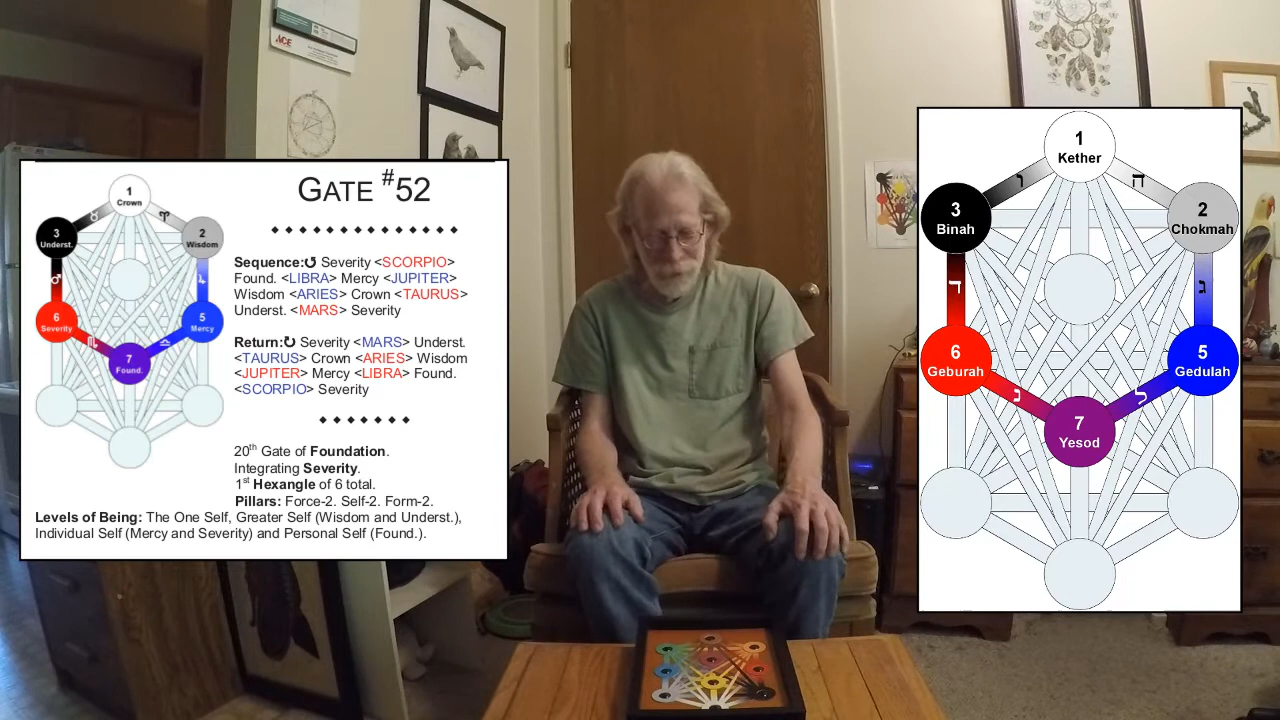 ACE
GATE #52
1
Crown
♉ ♈
3
Underst.
2
Wisdom
♂ ♃
6
Severity
5
Mercy
♏ ♎
7
Found.
Sequence:↺ Severity <SCORPIO>
Found. <LIBRA> Mercy <JUPITER>
Wisdom <ARIES> Crown <TAURUS>
Underst. <MARS> Severity
Return:↻ Severity <MARS> Underst.
<TAURUS> Crown <ARIES> Wisdom
<JUPITER> Mercy <LIBRA> Found.
<SCORPIO> Severity
20th Gate of Foundation.
Integrating Severity.
1st Hexangle of 6 total.
Pillars: Force-2. Self-2. Form-2.
Levels of Being: The One Self, Greater Self (Wisdom and Underst.),
Individual Self (Mercy and Severity) and Personal Self (Found.).
1
Kether
ו ה
3
Binah
2
Chokmah
ד ג
6
Geburah
5
Gedulah
נ ל
7
Yesod